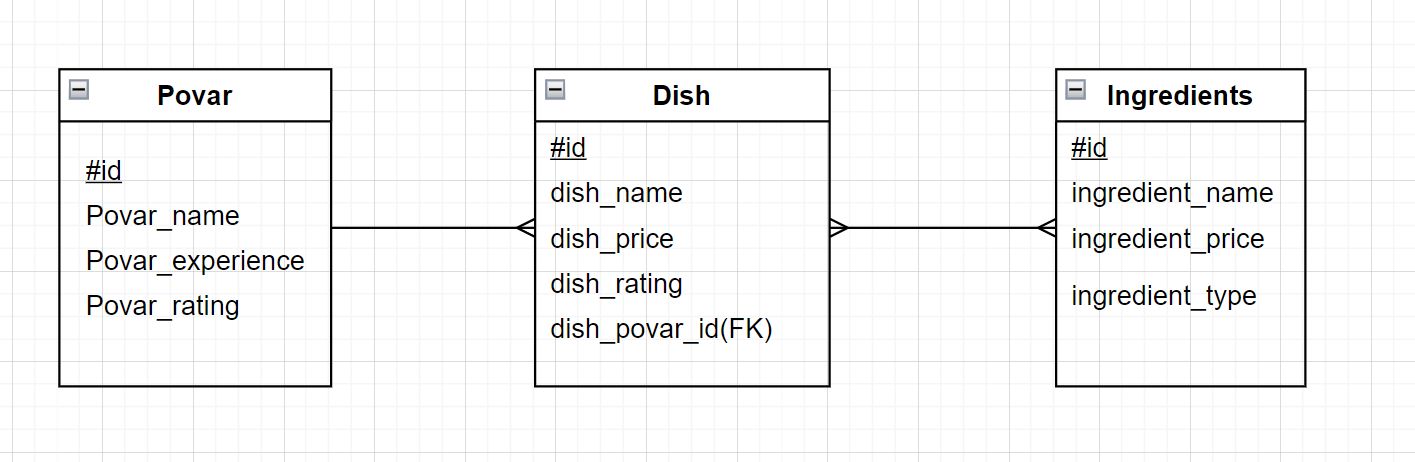 Povar
#id
Povar_name
Povar_experience
Povar_rating
Dish
#id
dish_name
dish_price
dish_rating
dish_povar_id(FK)
Ingredients
#id
ingredient_name
ingredient_price
ingredient_type